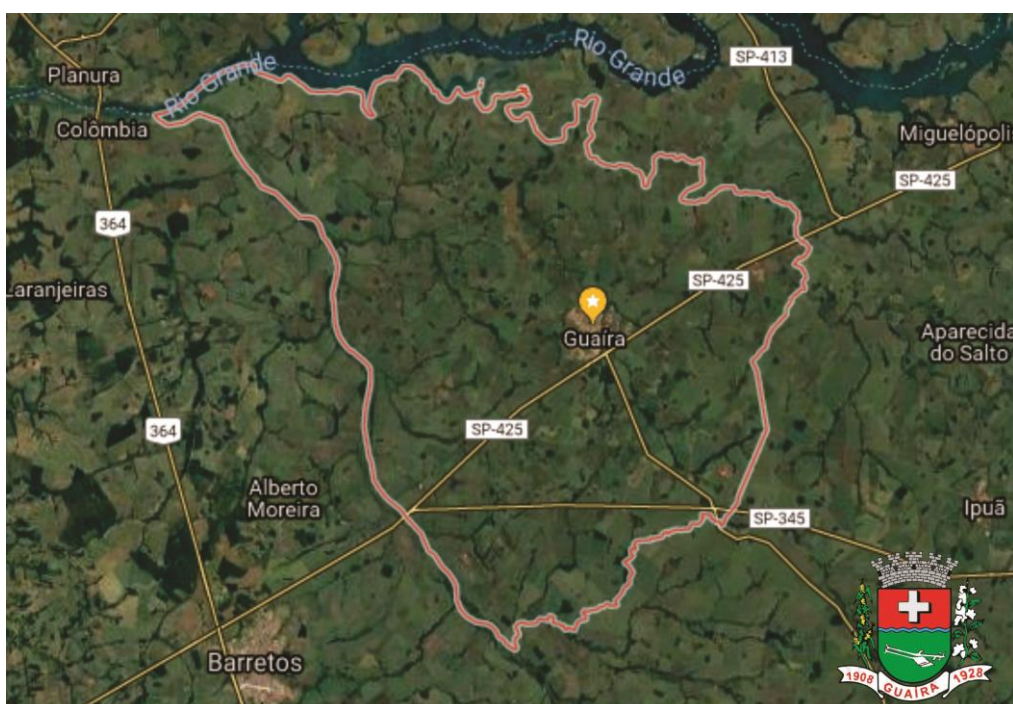 Rio Grande
SP-413
Planura
Rio Grande
Colômbia
Miguelópolis
SP-425
364
SP-425
Laranjeiras
Guaíra
Aparecida
do Salto
364
SP-425
Alberto
Moreira
Ipuã
SP-345
Barretos
1908 GUAÍRA 1928